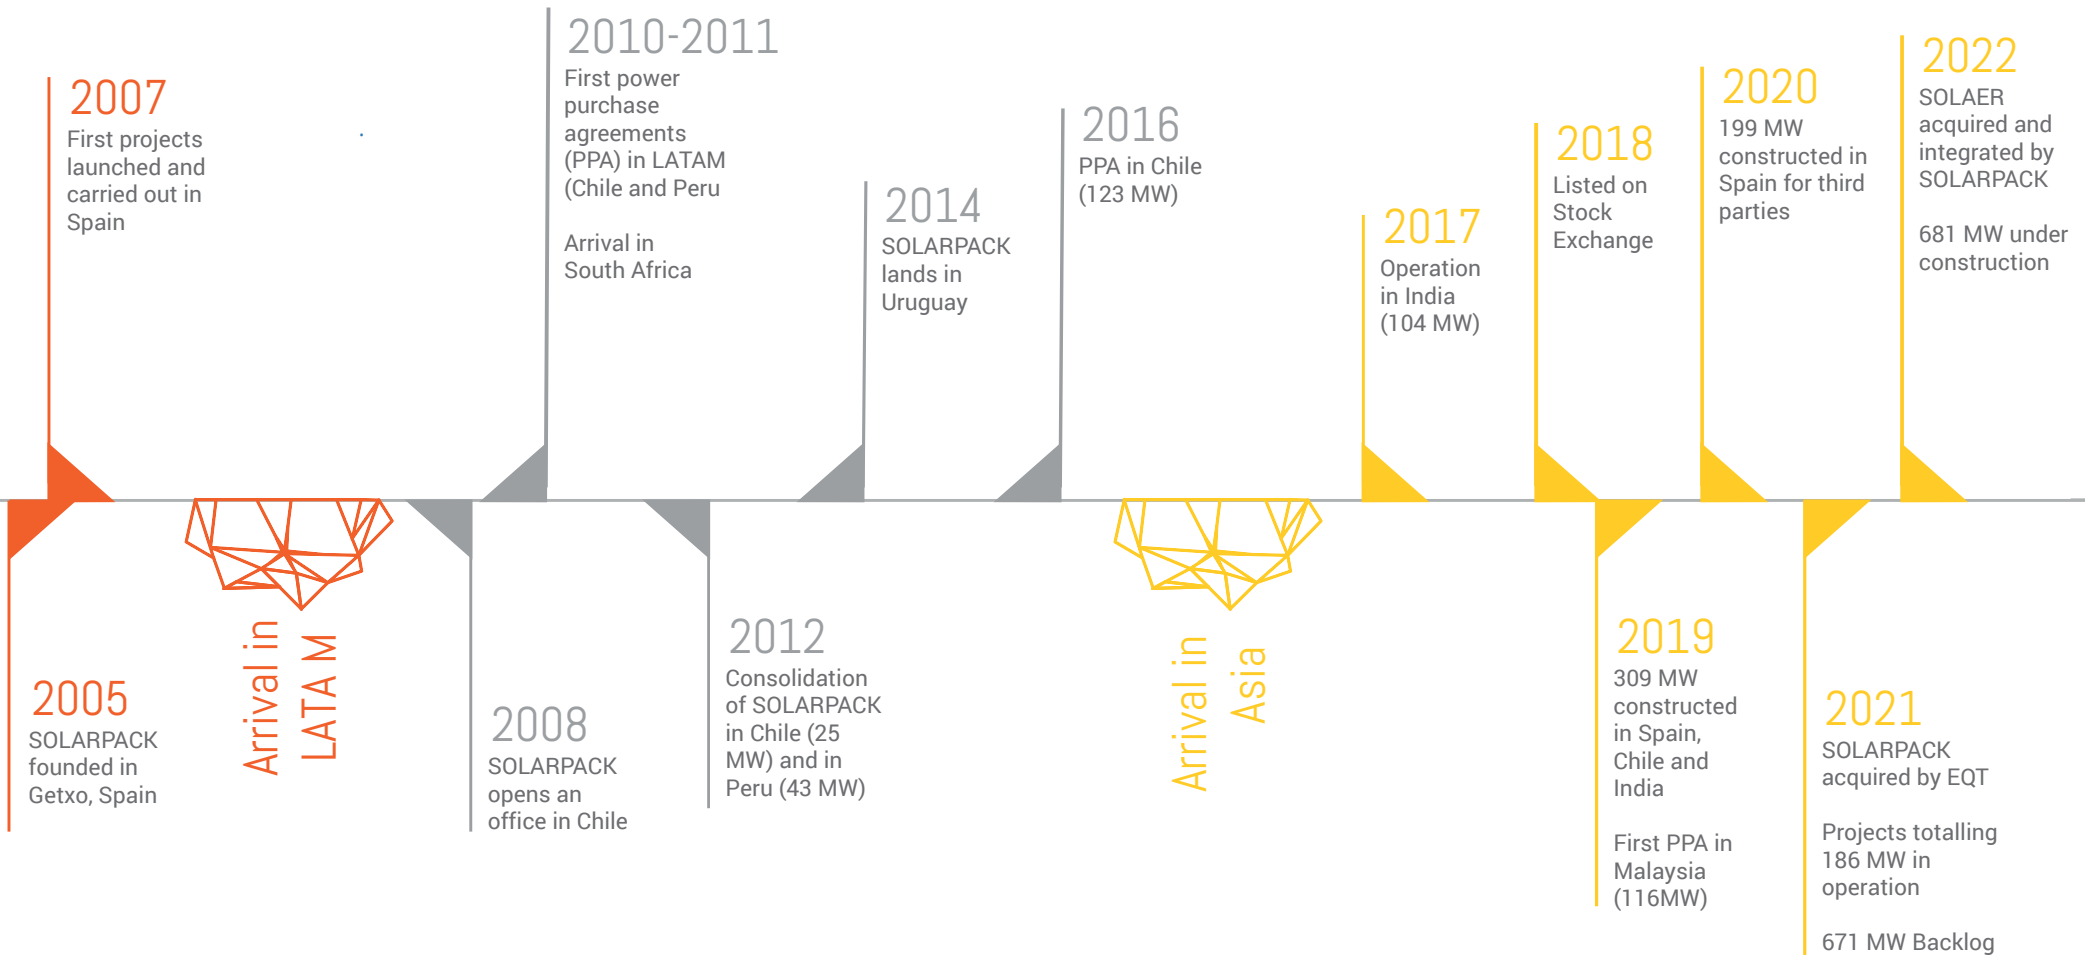 2007
First projects
launched and
carried out in
Spain
2010-2011
First power
purchase
agreements
(PPA) in LATAM
(Chile and Peru
Arrival in
South Africa
2014
SOLARPACK
lands in
Uruguay
2016
PPA in Chile
(123 MW)
2017
Operation
in India
(104 MW)
2018
Listed on
Stock
Exchange
2020
199 MW
constructed in
Spain for third
parties
2022
SOLAER
acquired and
integrated by
SOLARPACK
681 MW under
construction
2005
SOLARPACK
founded in
Getxo, Spain
Arrival in
LATA M
2008
SOLARPACK
opens an
office in Chile
2012
Consolidation
of SOLARPACK
in Chile (25
MW) and in
Peru (43 MW)
Arrival in
Asia
2019
309 MW
constructed
in Spain,
Chile and
India
First PPA in
Malaysia
(116MW)
2021
SOLARPACK
acquired by EQT
Projects totalling
186 MW in
operation
671 MW Backlog